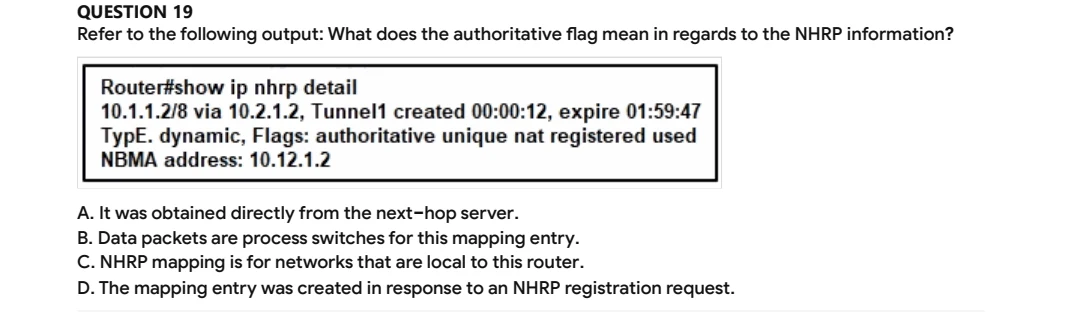 QUESTION 19
Refer to the following output: What does the authoritative flag mean in regards to the NHRP information?
Router#show ip nhrp detail
10.1.1.2/8 via 10.2.1.2, Tunnel1 created 00:00:12, expire 01:59:47
TypE. dynamic, Flags: authoritative unique nat registered used
NBMA address: 10.12.1.2
A. It was obtained directly from the next-hop server.
B. Data packets are process switches for this mapping entry.
C. NHRP mapping is for networks that are local to this router.
D. The mapping entry was created in response to an NHRP registration request.